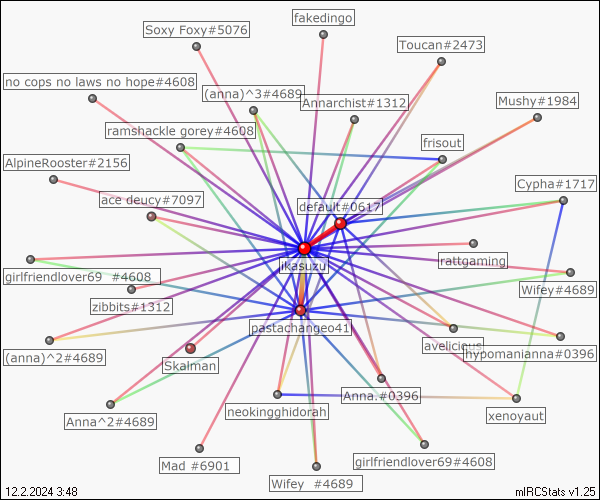 fakedingo
Soxy Foxy#5076
Toucan#2473
no cops no laws no hope#4608
(anna)^3#4689
Annarchist#1312
Mushy#1984
ramshackle gorey#4608
frisout
AlpineRooster#2156
Cypha#1717
ace deucy#7097
default#0617
ikasuzu
rattgaming
girlfriendlover69  #4608
Wifey#4689
zibbits#1312
pastachangeo41
avelicious
(anna)^2#4689
hypomanianna#0396
Skalman
Anna.#0396
neokingghidorah
Anna^2#4689
xenoyaut
Mad #6901
girlfriendlover69#4608
Wifey  #4689
12.2.2024 3:48
mIRCStats v1.25